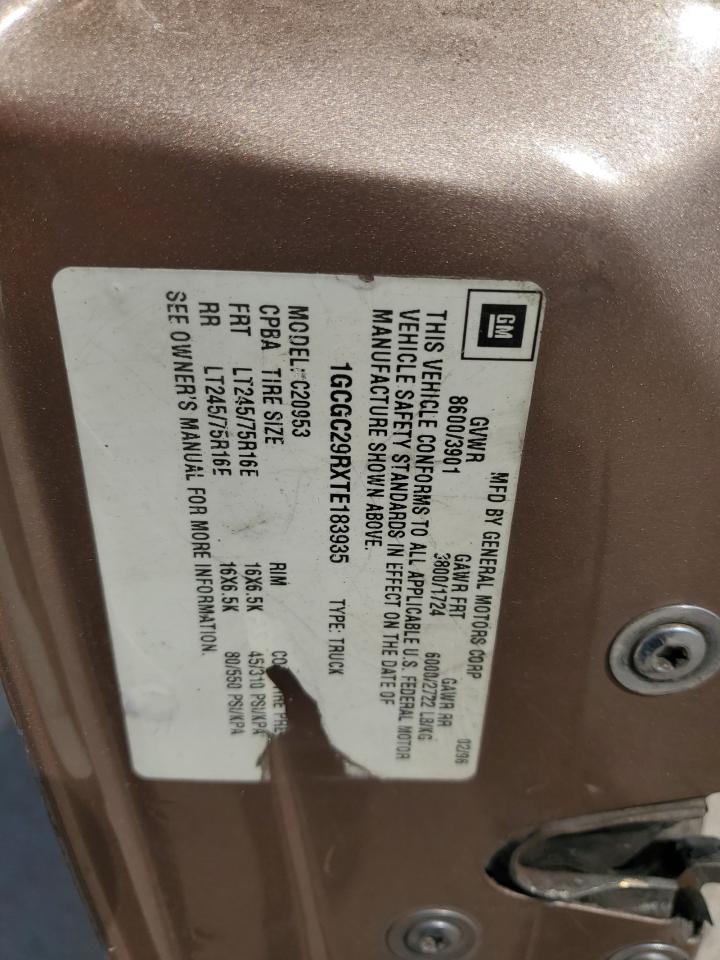 GM
MFD BY GENERAL MOTORS CORP 02/96
GVWR GAWR FRT GAWR RR
8600/3901 3800/1724 6000/2722 LB/KG
THIS VEHICLE CONFORMS TO ALL APPLICABLE U.S. FEDERAL MOTOR
VEHICLE SAFETY STANDARDS IN EFFECT ON THE DATE OF
MANUFACTURE SHOWN ABOVE.
1GCGC29RXTE183935 TYPE: TRUCK
MODEL: C20953
CPBA TIRE SIZE RIM
FRT LT245/75R16E 16X6.5K 45/310 PSI/KPA
RR LT245/75R16E 16X6.5K 80/550 PSI/KPA
SEE OWNER'S MANUAL FOR MORE INFORMATION.